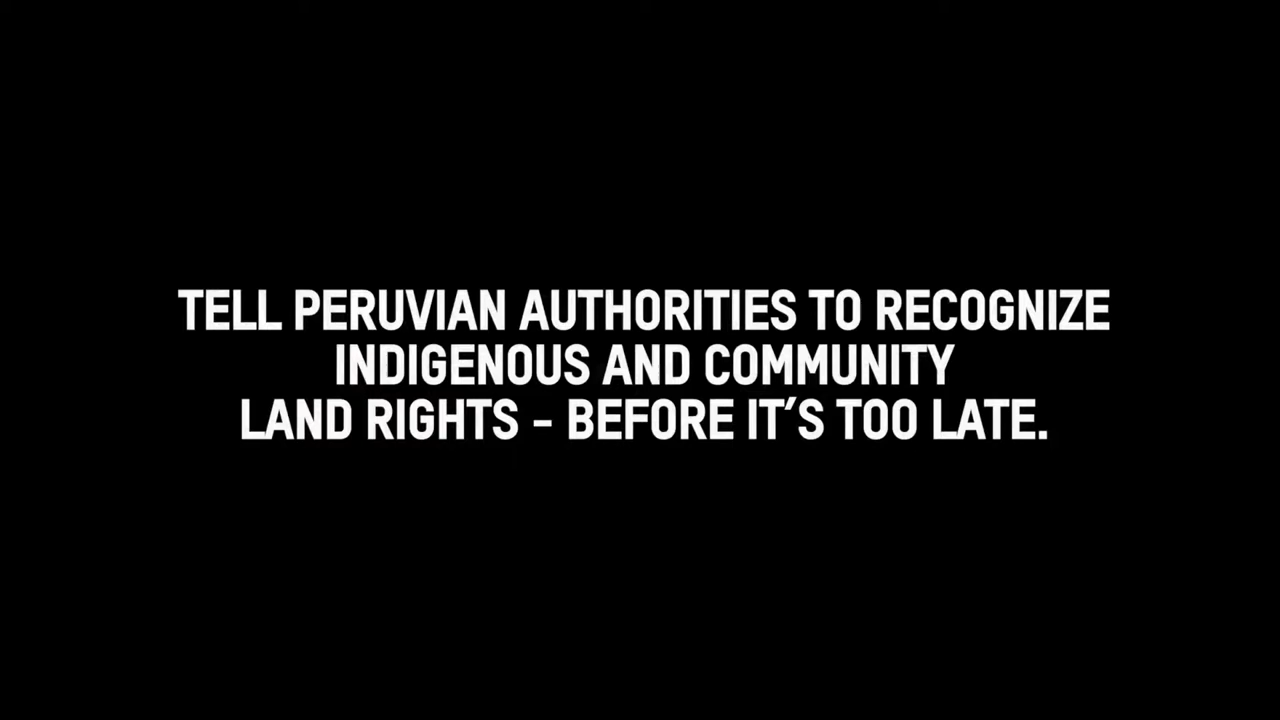 TELL PERUVIAN AUTHORITIES TO RECOGNIZE
INDIGENOUS AND COMMUNITY
LAND RIGHTS - BEFORE IT'S TOO LATE.